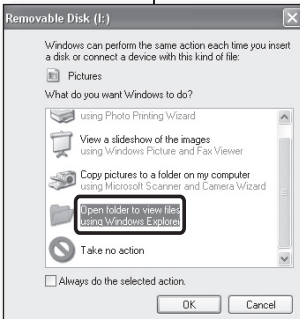 Removable Disk (I:)
Windows can perform the same action each time you insert
a disk or connect a device with this kind of file:
Pictures
What do you want Windows to do?
using Photo Printing Wizard
View a slideshow of the images
using Windows Picture and Fax Viewer
Copy pictures to a folder on my computer
using Microsoft Scanner and Camera Wizard
Open folder to view files
using Windows Explorer
Take no action
Always do the selected action.
OK
Cancel